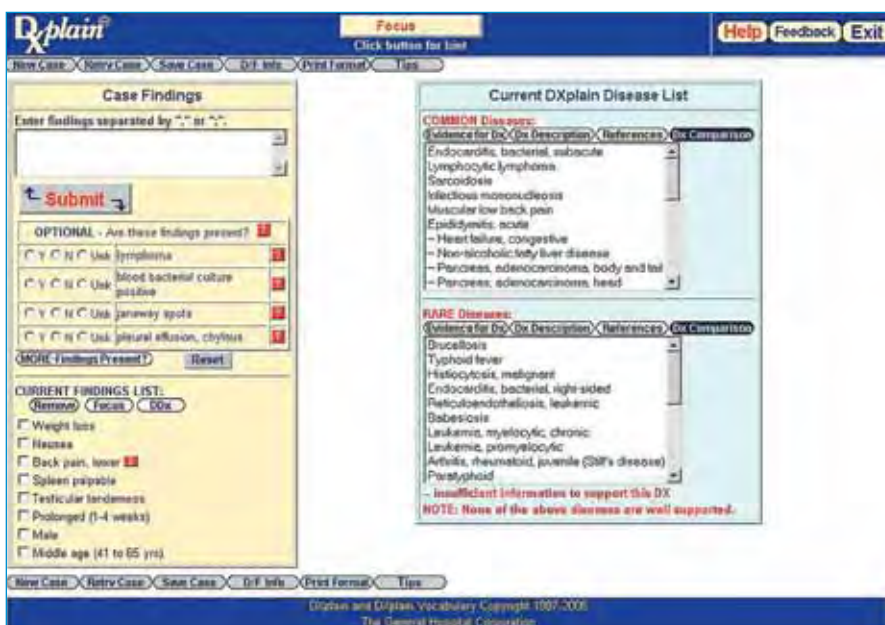 DXplain®
Focus
Click button for hint
Help Feedback Exit
New Case Retry Case Save Case D/F Info Print Format Tips
Case Findings
Enter findings separated by "," or ";".
Submit
OPTIONAL - Are these findings present? ?
Y N Unk lymphoma ?
Y N Unk blood bacterial culture
positive ?
Y N Unk janeway spots ?
Y N Unk pleural effusion, chylous ?
MORE Findings Present? Reset
CURRENT FINDINGS LIST:
Remove Focus DDx
Weight loss
Nausea
Back pain, lower
Spleen palpable
Testicular tenderness
Prolonged (1-4 weeks)
Male
Middle age (41 to 65 yrs)
Current DXplain Disease List
COMMON Diseases:
Evidence for Dx Dx Description References Dx Comparison
Endocarditis, bacterial, subacute
Lymphocytic lymphoma
Sarcoidosis
Infectious mononucleosis
Muscular low back pain
Epididymitis, acute
~ Heart failure, congestive
~ Non-alcoholic fatty liver disease
~ Pancreas, adenocarcinoma, body and tail
~ Pancreas, adenocarcinoma, head
RARE Diseases:
Evidence for Dx Dx Description References Dx Comparison
Brucellosis
Typhoid fever
Histiocytosis, malignant
Endocarditis, bacterial, right-sided
Reticuloendotheliosis, leukemic
Babesiosis
Leukemia, myelocytic, chronic
Leukemia, promyelocytic
Arthritis, rheumatoid, juvenile (Still's disease)
Paratyphoid
~ insufficient information to support this DX
NOTE: None of the above diseases are well supported.
New Case Retry Case Save Case D/F Info Print Format Tips
DXplain and DXplain Vocabulary Copyright
The General Hospital Corporation